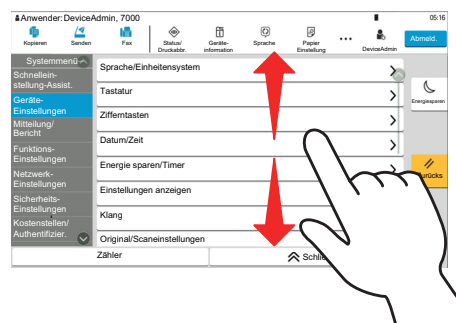 Anwender: DeviceAdmin, 7000
05:16
Kopieren
Senden
Fax
Status/
Druckabbr.
Geräte-
information
Sprache
Papier
Einstellung
DeviceAdmin
Abmeld.
Systemmenü
Schnellein-
stellung-Assist.
Geräte-
Einstellungen
Mitteilung/
Bericht
Funktions-
Einstellungen
Netzwerk-
Einstellungen
Sicherheits-
Einstellungen
Kostenstellen/
Authentifizier.
Sprache/Einheitensystem
Tastatur
Zifferntasten
Datum/Zeit
Energie sparen/Timer
Einstellungen anzeigen
Klang
Original/Scaneinstellungen
Zähler
Schlie
Energiesparen
urücks